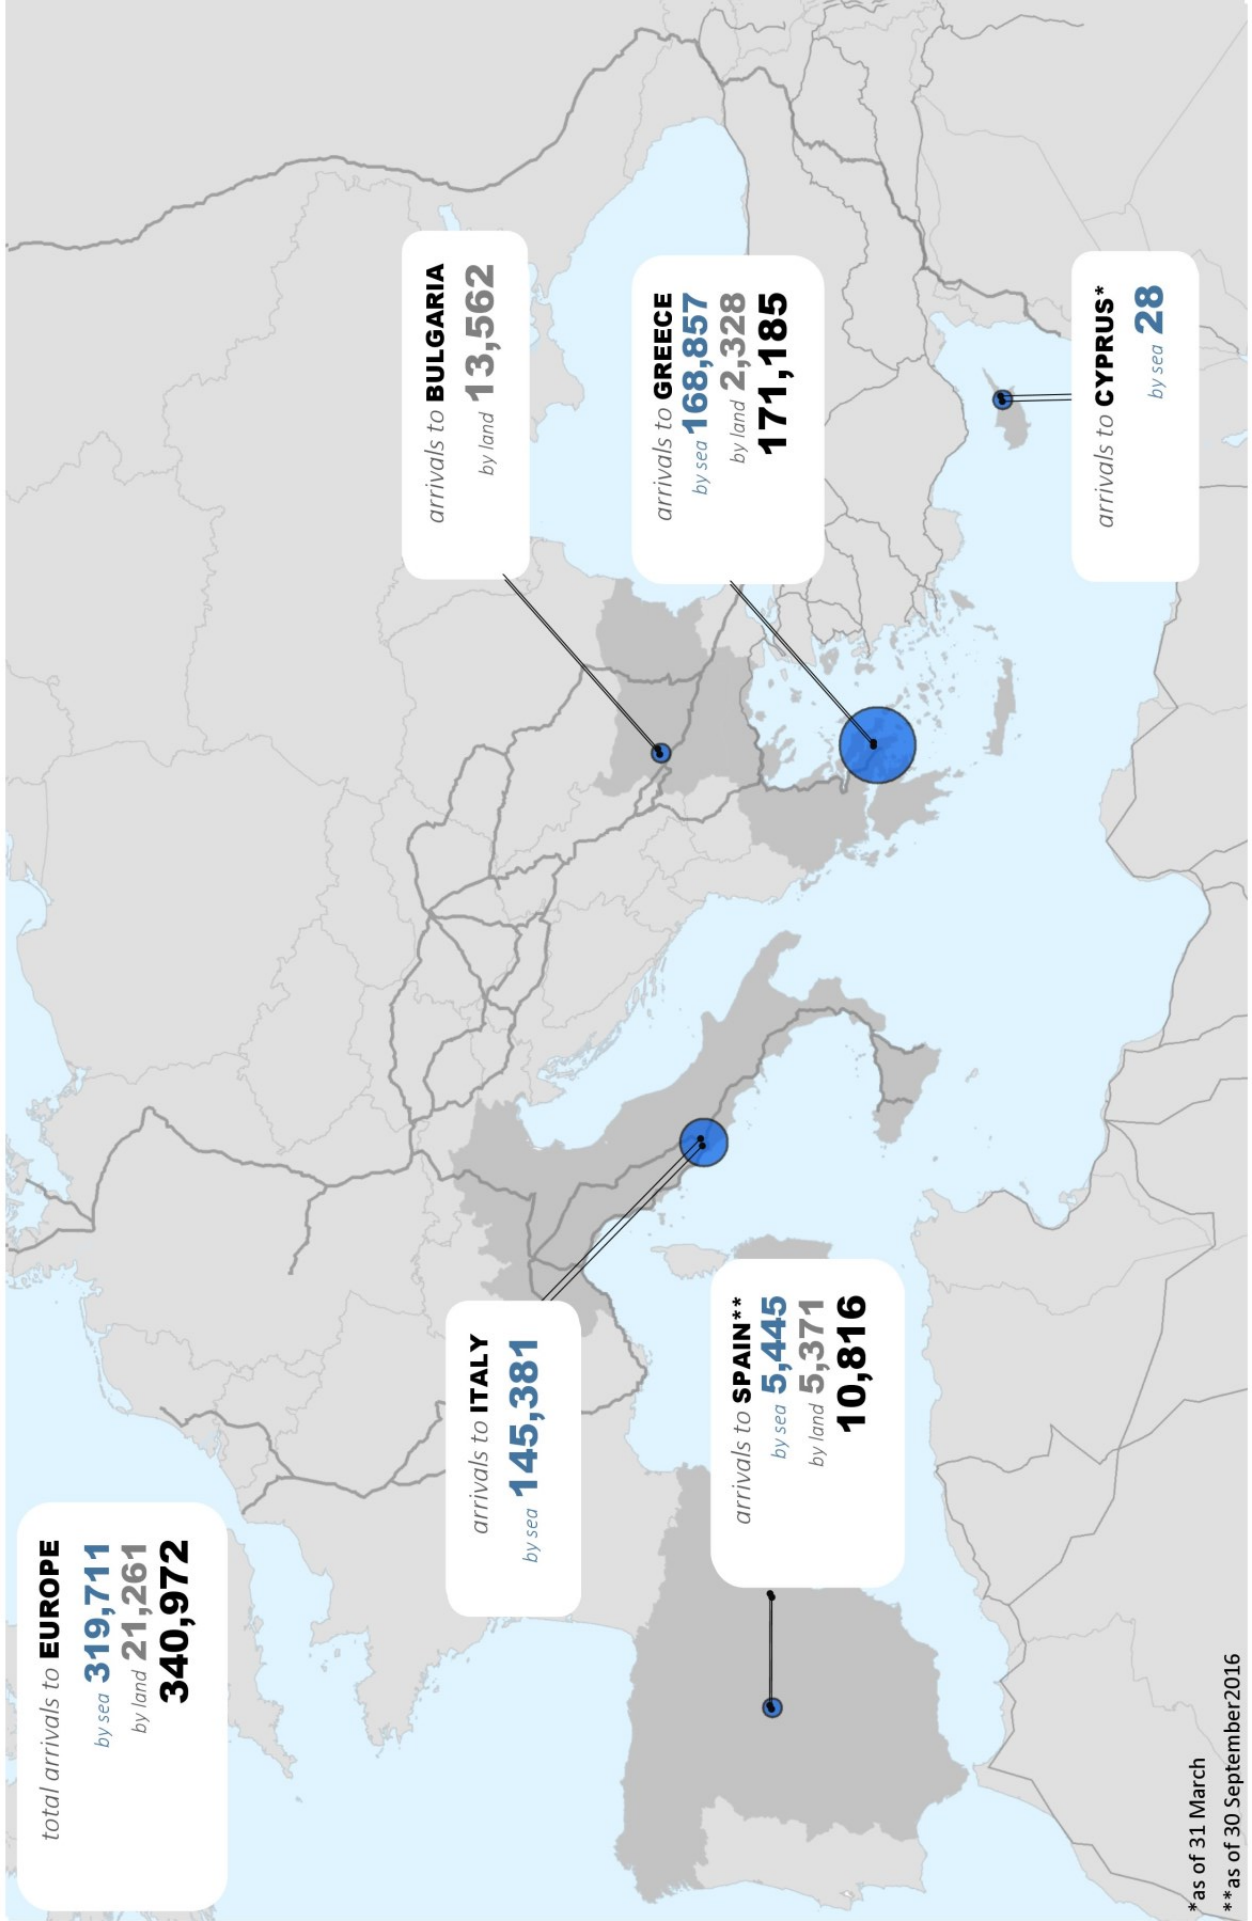 total arrivals to EUROPE
by sea 319,711
by land 21,261
340,972
arrivals to ITALY
by sea 145,381
arrivals to BULGARIA
by land 13,562
arrivals to SPAIN**
by sea 5,445
by land 5,371
10,816
arrivals to GREECE
by sea 168,857
by land 2,328
171,185
arrivals to CYPRUS*
by sea 28
*as of 31 March
**as of 30 September2016